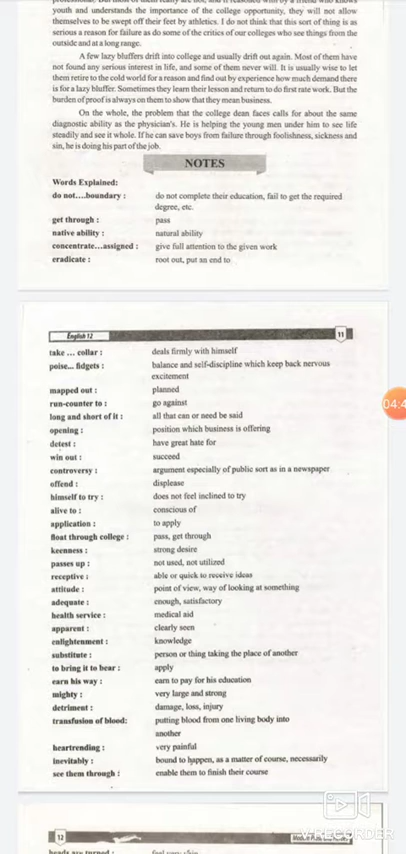 youth and understands the importance of the college opportunity, they will not allow
themselves to be swept off their feet by athletics. I do not think that this sort of thing is as
serious a reason for failure as do some of the critics of our colleges who see things from the
outside and at a long range.
A few lazy bluffers drift into college and usually drift out again. Most of them have
not found any serious interest in life, and some of them never will. It is usually wise to let
them retire to the cold world for a reason and find out by experience how much demand there
is for a lazy bluffer. Sometimes they learn their lesson and return to do first rate work. But the
burden of proof is always on them to show that they mean business.
On the whole, the problem that the college dean faces calls for about the same
diagnostic ability as the physician's. He is helping the young men under him to see life
steadily and see it whole. If he can save boys from failure through foolishness, sickness and
sin, he is doing his part of the job.
NOTES
Words Explained:
do not....boundary : do not complete their education, fail to get the required
degree, etc.
get through : pass
native ability : natural ability
concentrate...assigned : give full attention to the given work
eradicate : root out, put an end to
English 12 11
take ... collar : deals firmly with himself
poise... fidgets : balance and self-discipline which keep back nervous
excitement
mapped out : planned
run-counter to : go against
long and short of it : all that can or need be said
opening : position which business is offering
detest : have great hate for
win out : succeed
04:4
controversy : argument especially of public sort as in a newspaper
offend : displease
himself to try : does not feel inclined to try
alive to : conscious of
application : to apply
float through college : pass, get through
keenness : strong desire
passes up : not used, not utilized
receptive : able or quick to receive ideas
attitude : point of view, way of looking at something
adequate : enough, satisfactory
health service : medical aid
apparent : clearly seen
enlightenment : knowledge
substitute : person or thing taking the place of another
to bring it to bear : apply
earn his way : earn to pay for his education
mighty : very large and strong
detriment : damage, loss, injury
transfusion of blood: putting blood from one living body into
another
heartrending : very painful
inevitably : bound to happen, as a matter of course, necessarily
see them through : enable them to finish their course
12
V RECORDER